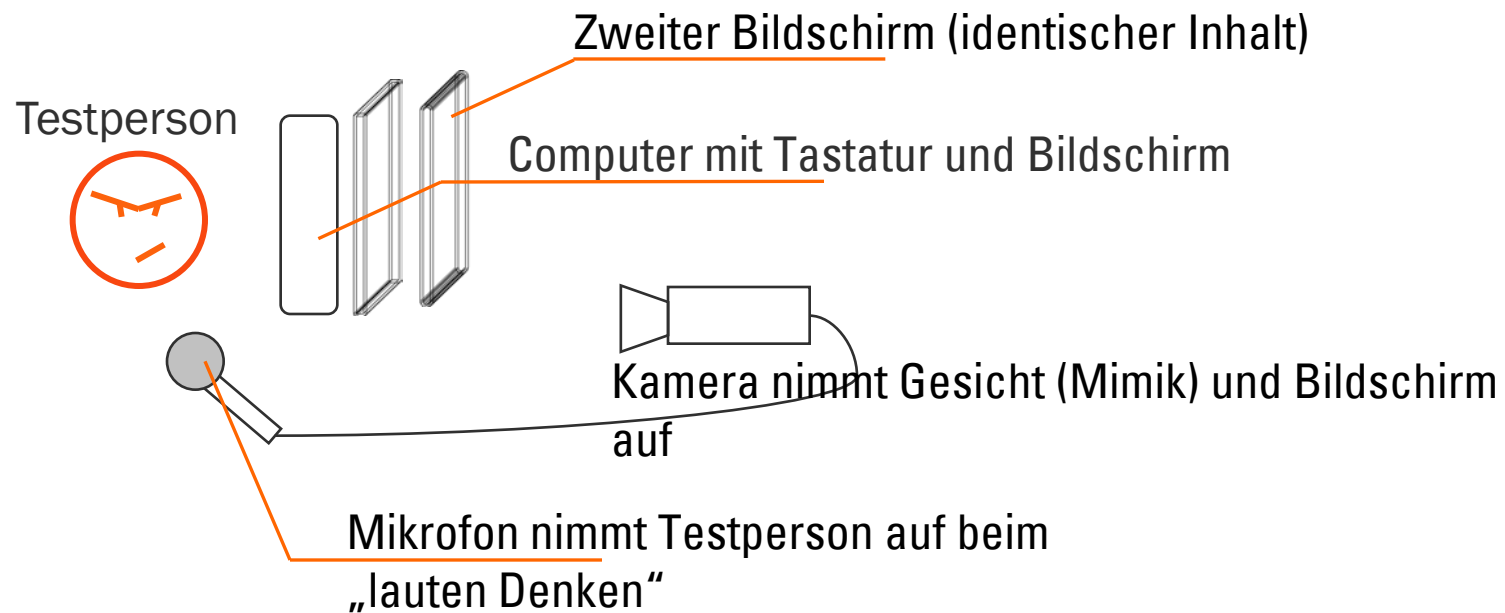 Zweiter Bildschirm (identischer Inhalt)
Testperson
Computer mit Tastatur und Bildschirm
Kamera nimmt Gesicht (Mimik) und Bildschirm
auf
Mikrofon nimmt Testperson auf beim
„lauten Denken“